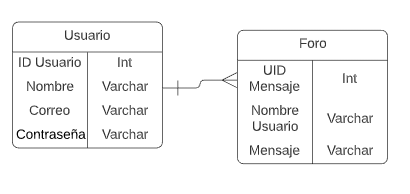 Usuario
ID Usuario Int
Nombre Varchar
Correo Varchar
Contraseña Varchar
Foro
UID
Mensaje Int
Nombre
Usuario Varchar
Mensaje Varchar